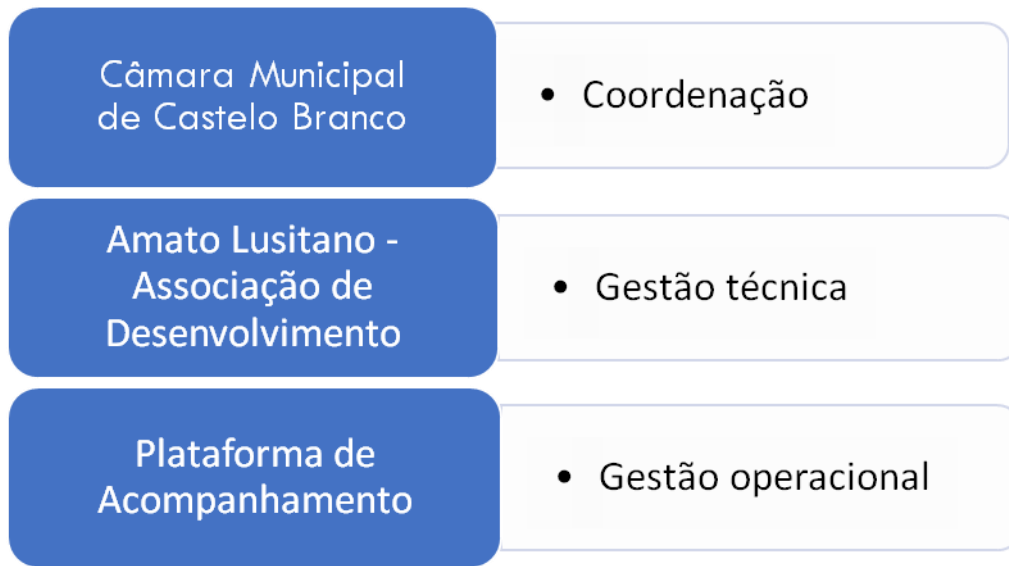 Câmara Municipal
de Castelo Branco
• Coordenação
Amato Lusitano -
Associação de
Desenvolvimento
• Gestão técnica
Plataforma de
Acompanhamento
• Gestão operacional